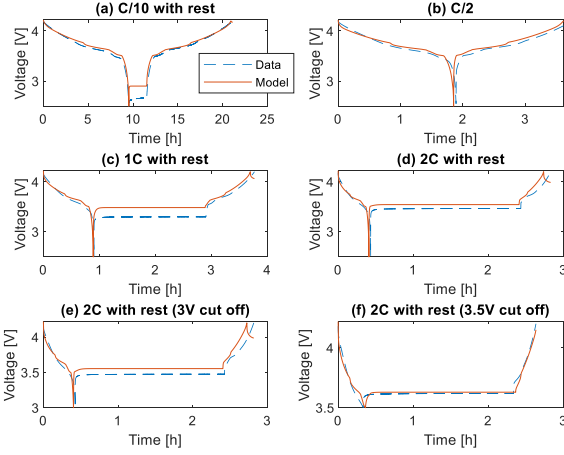 (a) C/10 with rest
Voltage [V]
4
3
0 5 10 15 20 25
Time [h]
Data
Model
(b) C/2
Voltage [V]
4
3
0 1 2 3
Time [h]
(c) 1C with rest
Voltage [V]
4
3
0 1 2 3 4
Time [h]
(d) 2C with rest
Voltage [V]
4
3
0 1 2 3
Time [h]
(e) 2C with rest (3V cut off)
Voltage [V]
4
3.5
3
0 1 2 3
Time [h]
(f) 2C with rest (3.5V cut off)
Voltage [V]
4
3.5
0 1 2 3
Time [h]